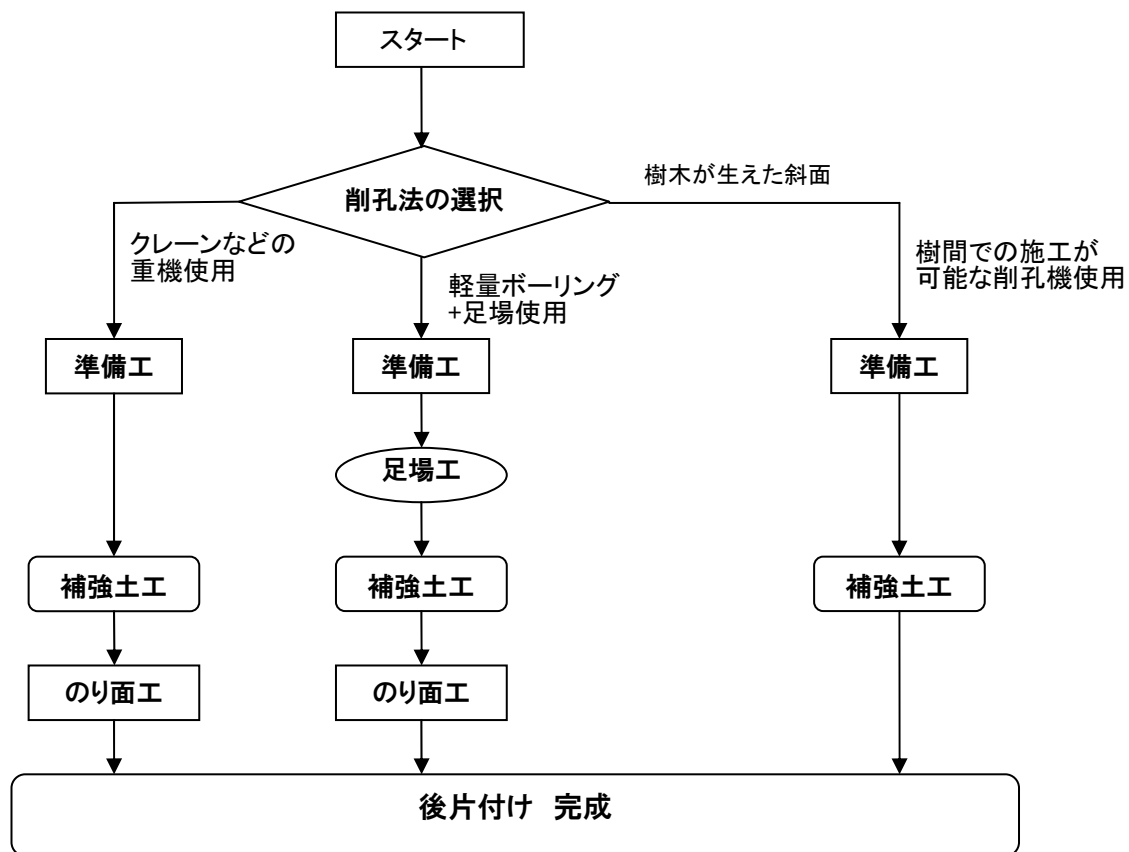 スタート
削孔法の選択
樹木が生えた斜面
クレーンなどの
重機使用
軽量ボーリング
+足場使用
樹間での施工が
可能な削孔機使用
準備工
準備工
準備工
足場工
補強土工
補強土工
補強土工
のり面工
のり面工
後片付け 完成